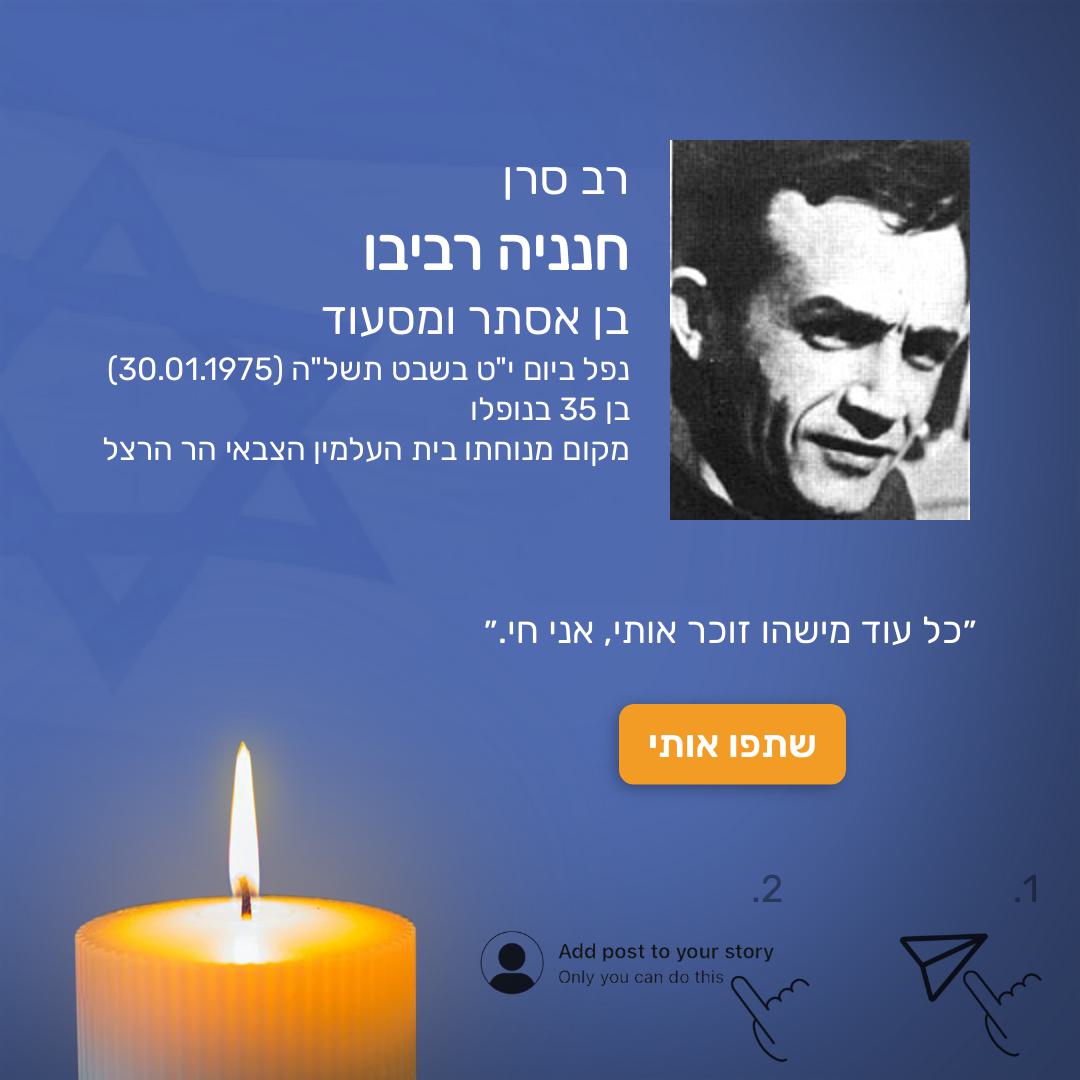 רב סרן
חנניה רביבו
בן אסתר ומסעוד
נפל ביום י"ט בשבט תשל"ה (30.01.1975)
בן 35 בנופלו
מקום מנוחתו בית העלמין הצבאי הר הרצל
״כל עוד מישהו זוכר אותי, אני חי.״
שתפו אותי
1.
2.
Add post to your story
Only you can do this